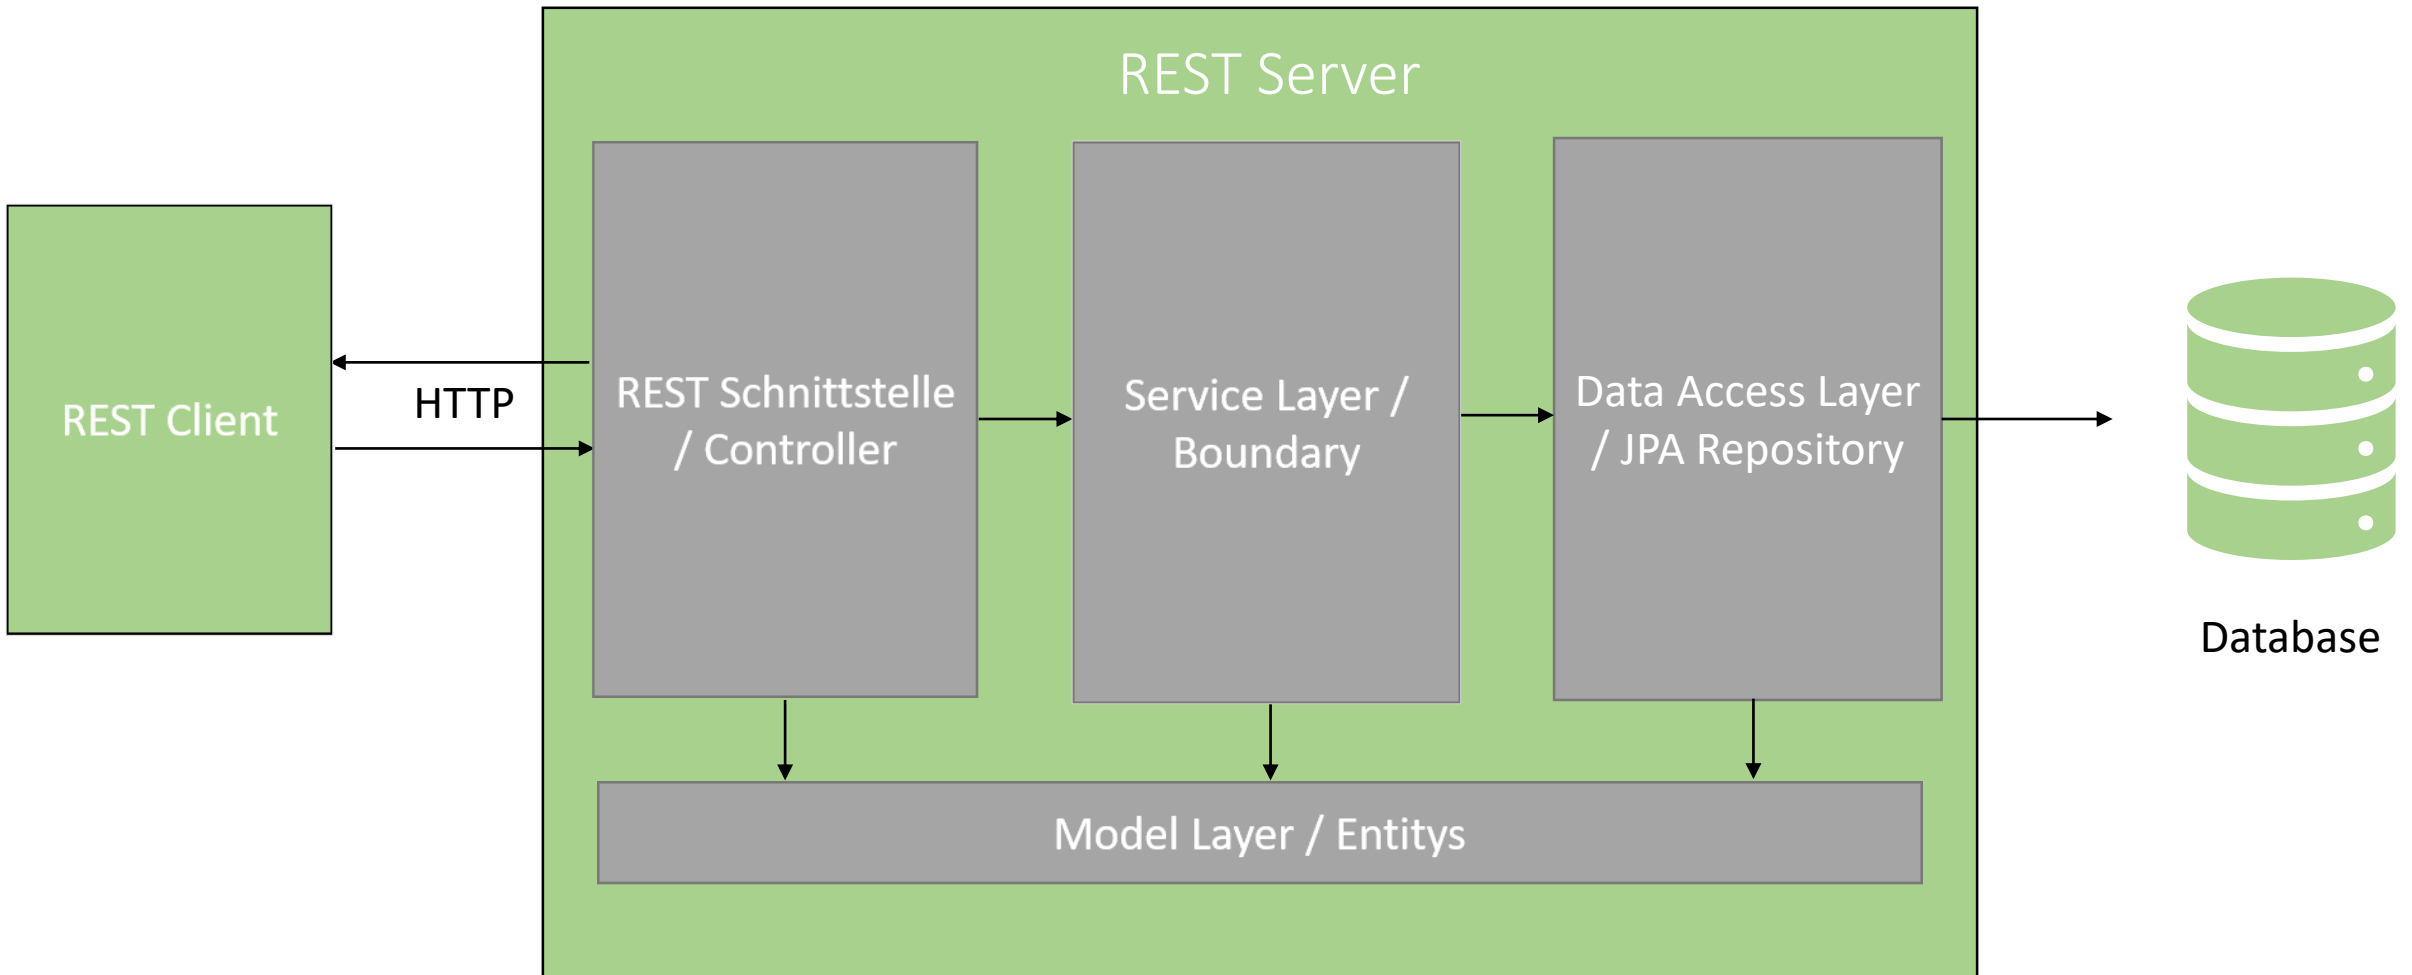 REST Server
REST Client
HTTP
REST Schnittstelle
/ Controller
Service Layer /
Boundary
Data Access Layer
/ JPA Repository
Database
Model Layer / Entitys